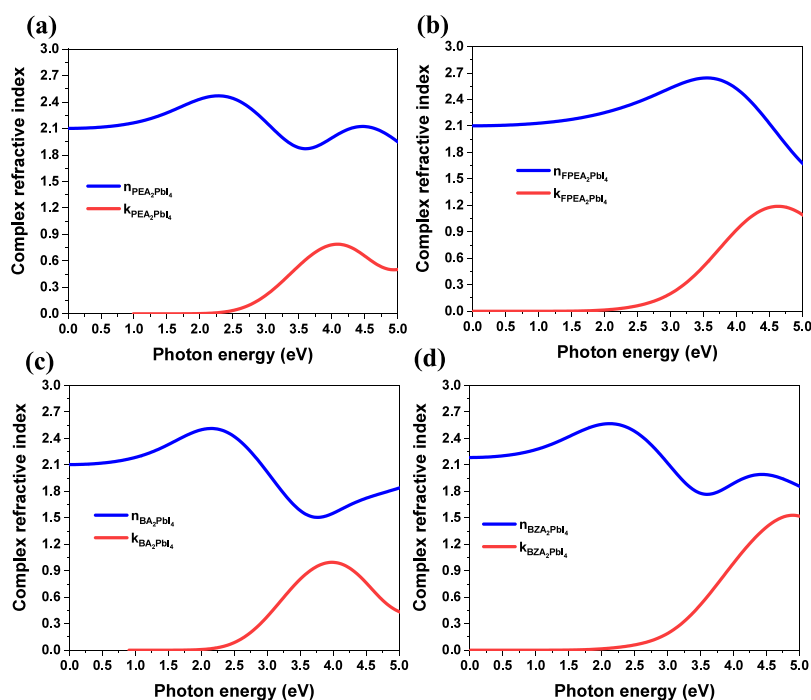 (a)
Complex refractive index
3.0
2.7
2.4
2.1
1.8
1.5
1.2
0.9
0.6
0.3
0.0
n_PEA₂PbI₄
k_PEA₂PbI₄
0.0 0.5 1.0 1.5 2.0 2.5 3.0 3.5 4.0 4.5 5.0
Photon energy (eV)
(b)
Complex refractive index
3.0
2.7
2.4
2.1
1.8
1.5
1.2
0.9
0.6
0.3
0.0
n_FPEA₂PbI₄
k_FPEA₂PbI₄
0.0 0.5 1.0 1.5 2.0 2.5 3.0 3.5 4.0 4.5 5.0
Photon energy (eV)
(c)
Complex refractive index
3.0
2.7
2.4
2.1
1.8
1.5
1.2
0.9
0.6
0.3
0.0
n_BA₂PbI₄
k_BA₂PbI₄
0.0 0.5 1.0 1.5 2.0 2.5 3.0 3.5 4.0 4.5 5.0
Photon energy (eV)
(d)
Complex refractive index
3.0
2.7
2.4
2.1
1.8
1.5
1.2
0.9
0.6
0.3
0.0
n_BZA₂PbI₄
k_BZA₂PbI₄
0.0 0.5 1.0 1.5 2.0 2.5 3.0 3.5 4.0 4.5 5.0
Photon energy (eV)